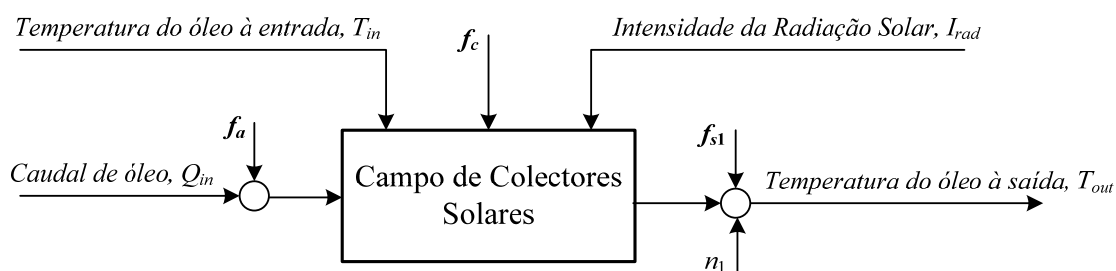 Temperatura do óleo à entrada, Tin
fc
Intensidade da Radiação Solar, Irad
fa
fs1
Caudal de óleo, Qin
Campo de Colectores
Solares
Temperatura do óleo à saída, Tout
n1